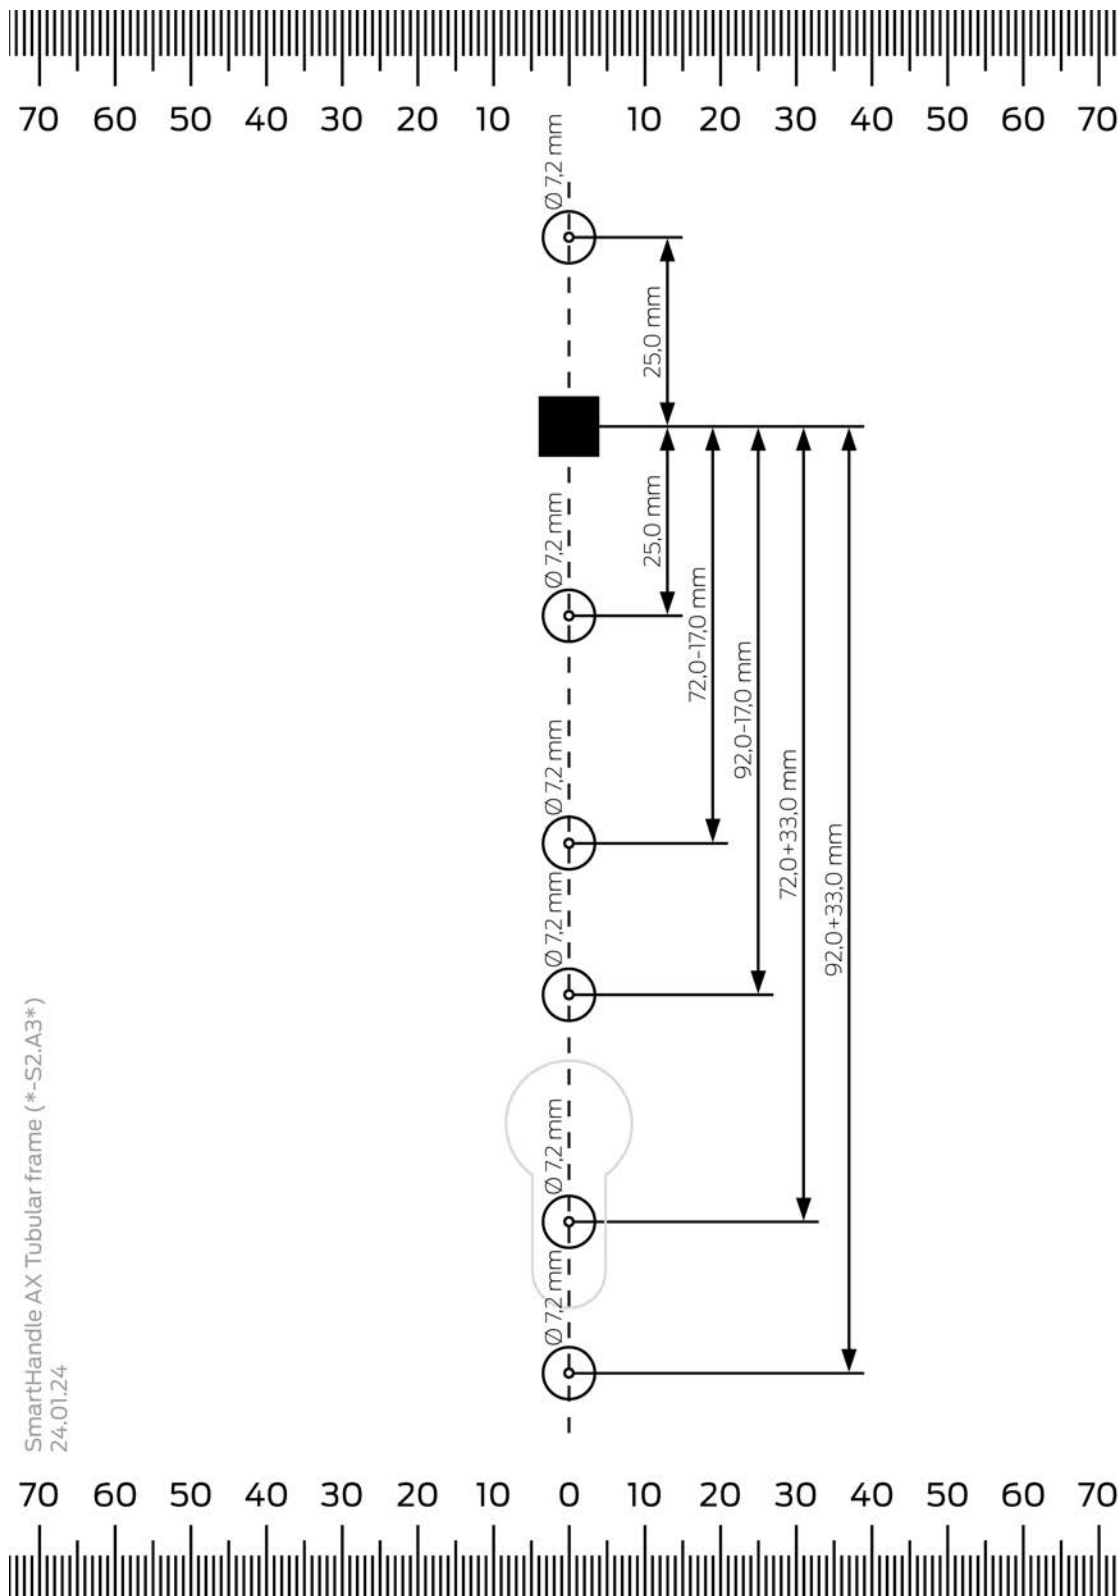 70 60 50 40 30 20 10 10 20 30 40 50 60 70
Ø 7,2 mm
25,0 mm
Ø 7,2 mm
25,0 mm
72,0-17,0 mm
92,0-17,0 mm
Ø 7,2 mm
72,0+33,0 mm
92,0+33,0 mm
Ø 7,2 mm
Ø 7,2 mm
Ø 7,2 mm
SmartHandle AX Tubular frame (*-S2.A3*)
24.01.24
70 60 50 40 30 20 10 0 10 20 30 40 50 60 70